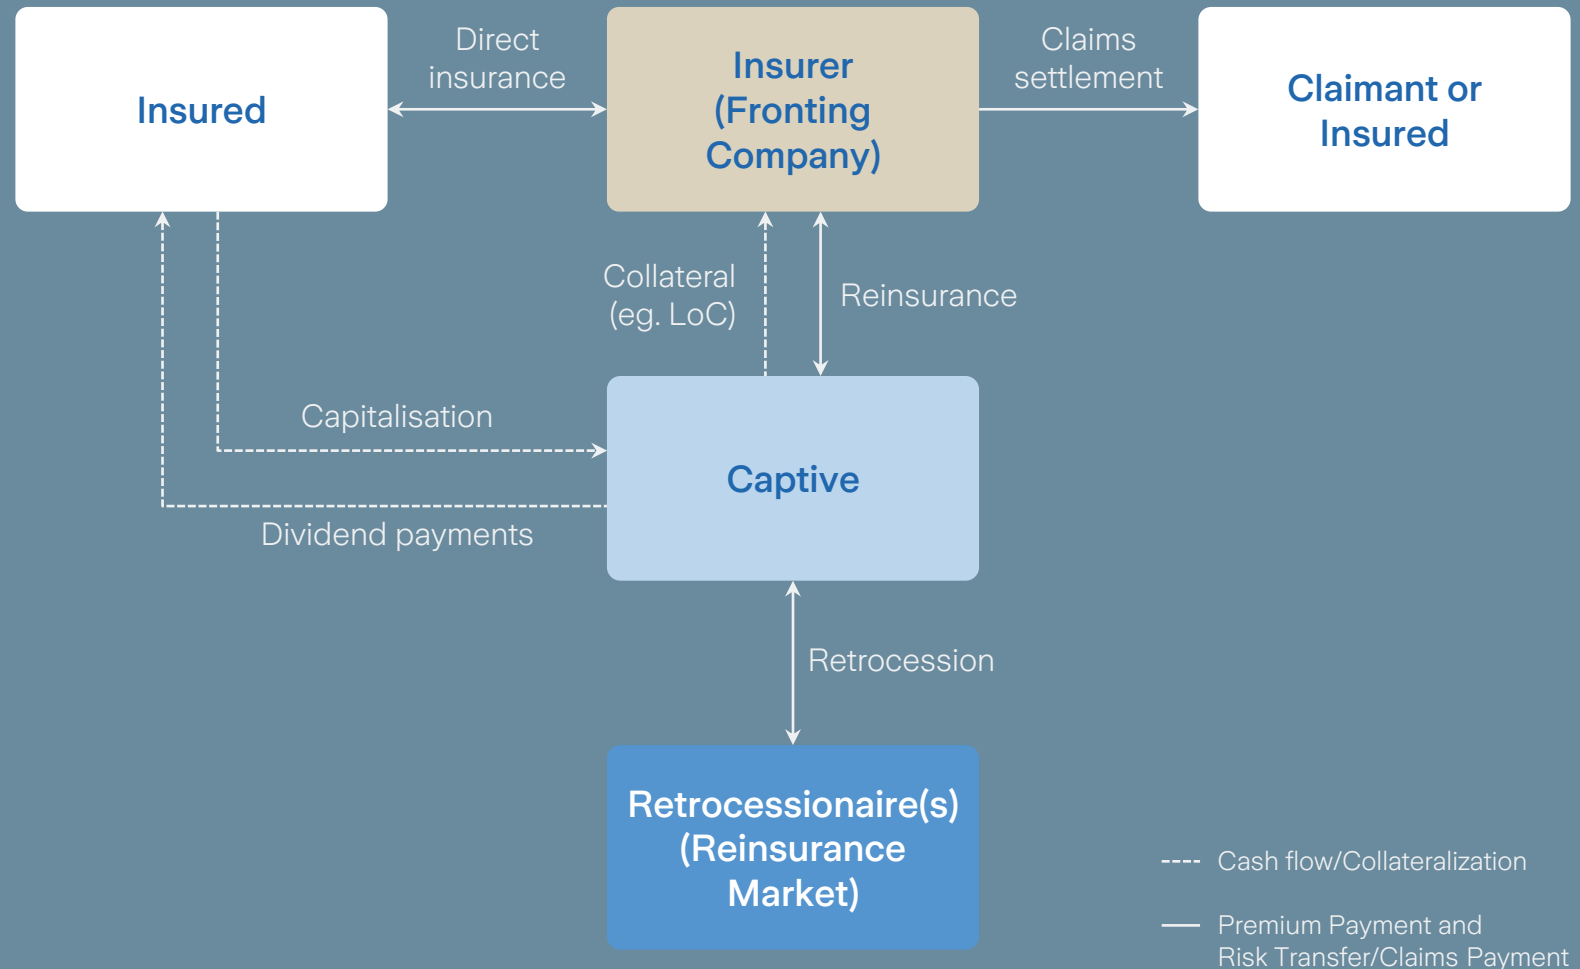 Insured
Direct
insurance
Insurer
(Fronting
Company)
Claims
settlement
Claimant or
Insured
Collateral
(eg. LoC)
Reinsurance
Capitalisation
Captive
Dividend payments
Retrocession
Retrocessionaire(s)
(Reinsurance
Market)
Cash flow/Collateralization
Premium Payment and
Risk Transfer/Claims Payment